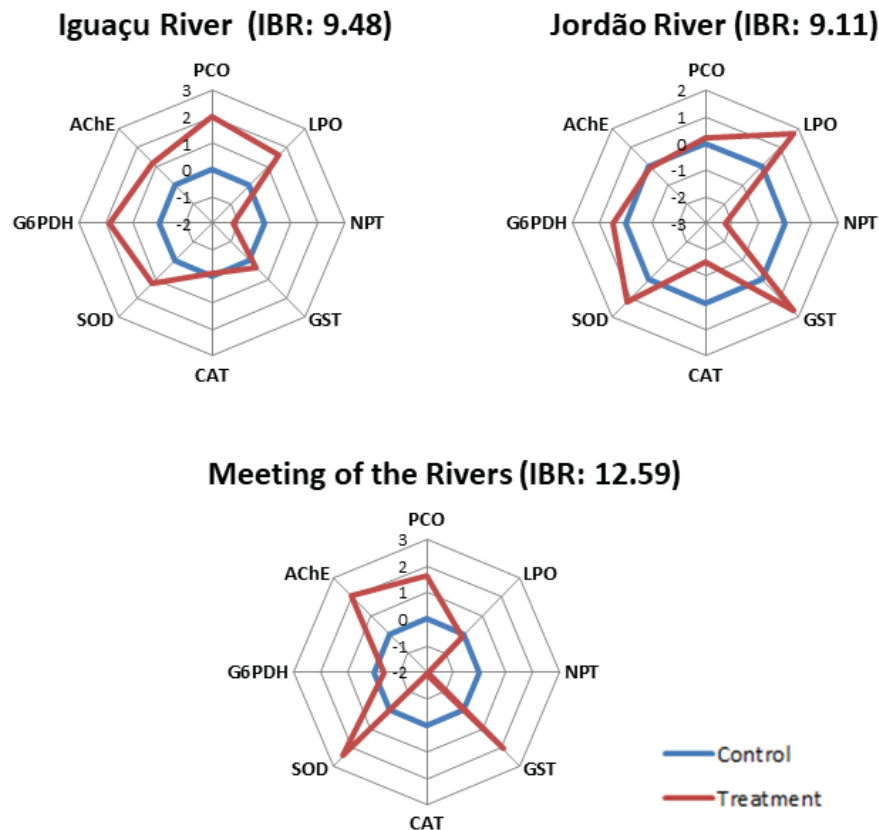 Iguaçu River (IBR: 9.48)
PCO
3
2
1
0
-1
-2
LPO
NPT
GST
CAT
SOD
G6PDH
AChE
Jordão River (IBR: 9.11)
PCO
2
1
0
-1
-2
-3
LPO
NPT
GST
CAT
SOD
G6PDH
AChE
Meeting of the Rivers (IBR: 12.59)
PCO
3
2
1
0
-1
-2
LPO
NPT
GST
CAT
SOD
G6PDH
AChE
Control
Treatment